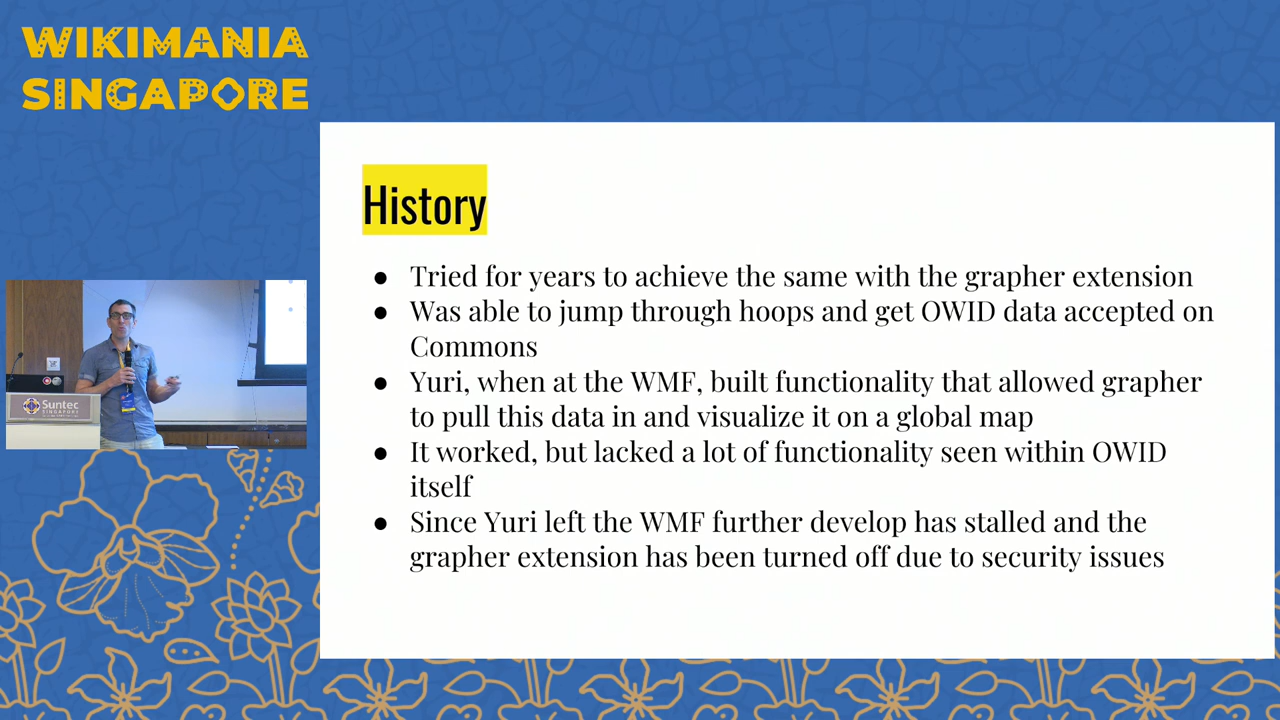 WIKIMANIA
SINGAPORE
History
● Tried for years to achieve the same with the grapher extension
● Was able to jump through hoops and get OWID data accepted on
Commons
● Yuri, when at the WMF, built functionality that allowed grapher
to pull this data in and visualize it on a global map
● It worked, but lacked a lot of functionality seen within OWID
itself
● Since Yuri left the WMF further develop has stalled and the
grapher extension has been turned off due to security issues
Suntec
SINGAPORE